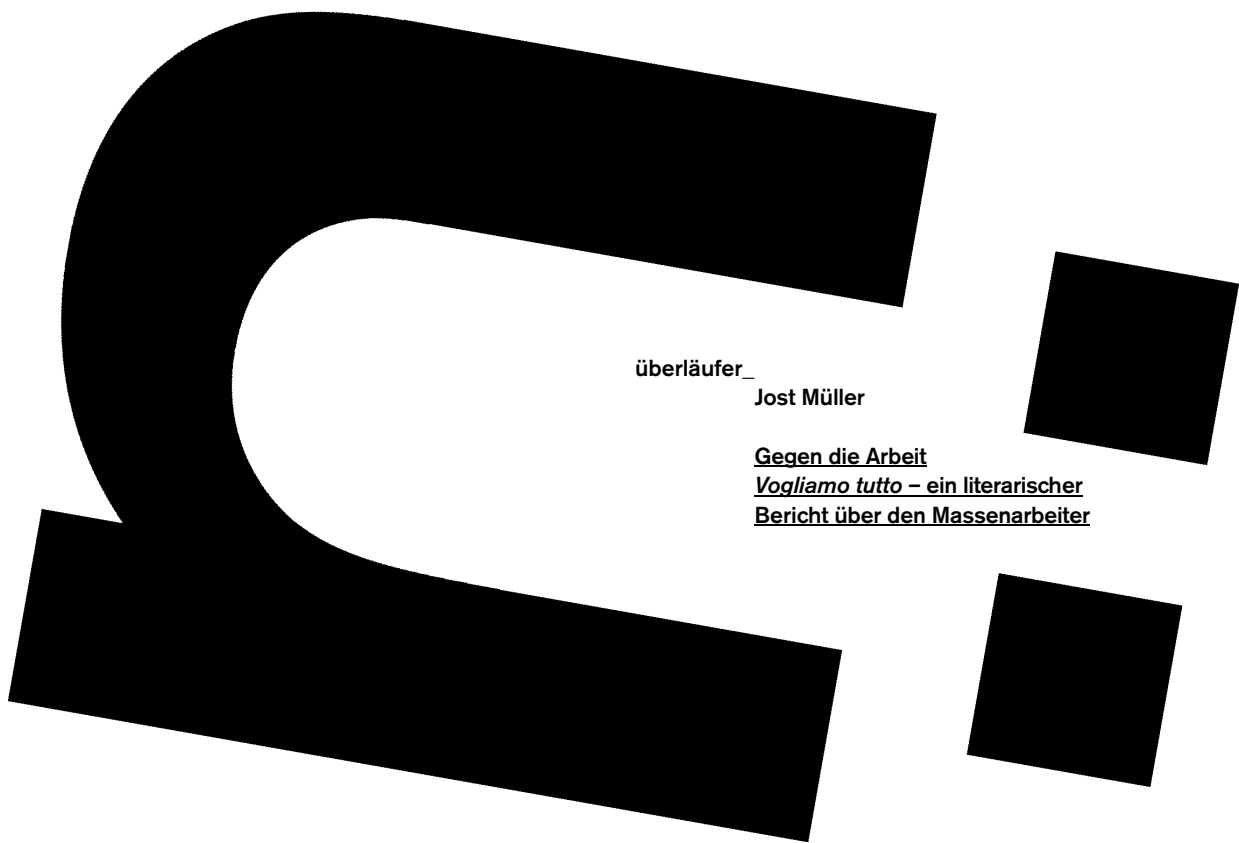 überläufer_
Jost Müller
Gegen die Arbeit
Vogliamo tutto – ein literarischer
Bericht über den Massenarbeiter
ü